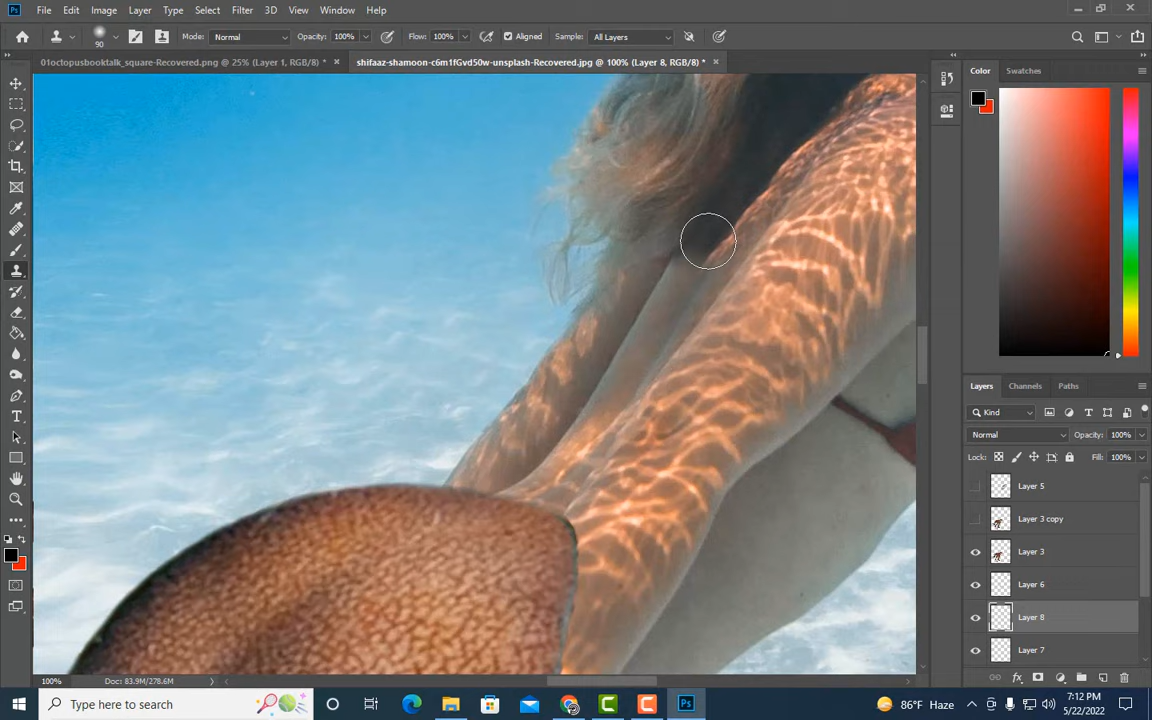 Ps File Edit Image Layer Type Select Filter 3D View Window Help
90 Mode: Normal Opacity: 100% Flow: 100% Aligned Sample: All Layers
01octopusbooktalk_square-Recovered.png @ 25% (Layer 1, RGB/8) * × shifaaz-shamoon-c6m1fGvd50w-unsplash-Recovered.jpg @ 100% (Layer 8, RGB/8) * ×
Color Swatches
Layers Channels Paths
Kind
Normal Opacity: 100%
Lock: Fill: 100%
Layer 5
Layer 3 copy
Layer 3
Layer 6
Layer 8
Layer 7
100% Doc: 83.9M/278.6M
Type here to search Ps 86°F Haze 7:12 PM
5/22/2022